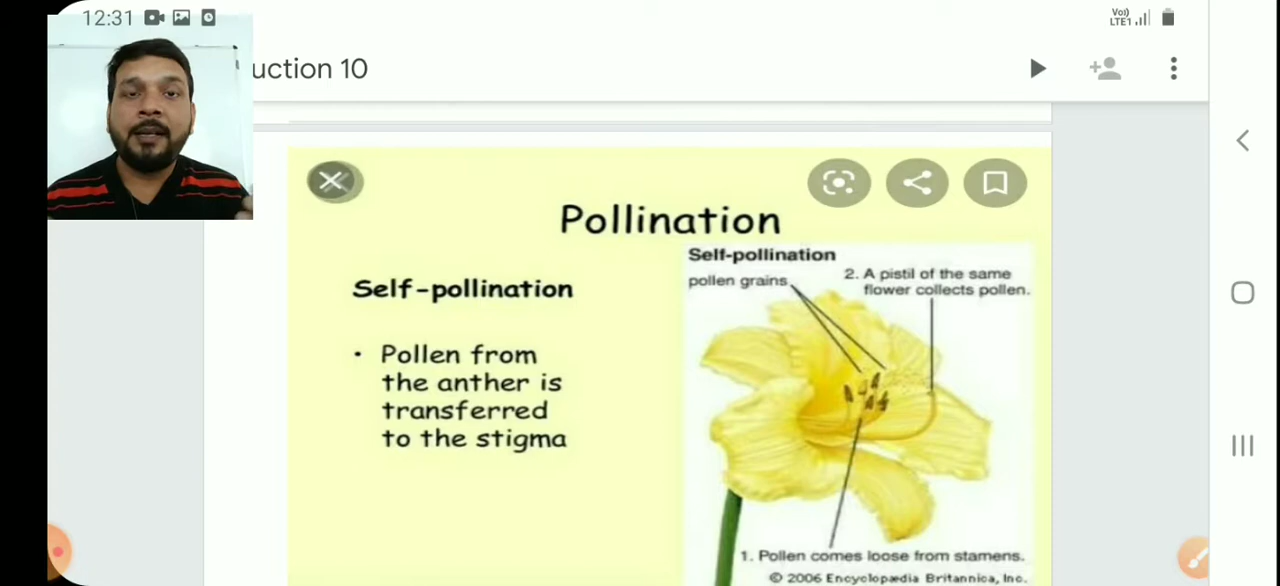 12:31
Vo)
LTE1
uction 10
Pollination
Self-pollination
• Pollen from
the anther is
transferred
to the stigma
Self-pollination
pollen grains
2. A pistil of the same
flower collects pollen.
1. Pollen comes loose from stamens.
© 2006 Encyclopædia Britannica, Inc.